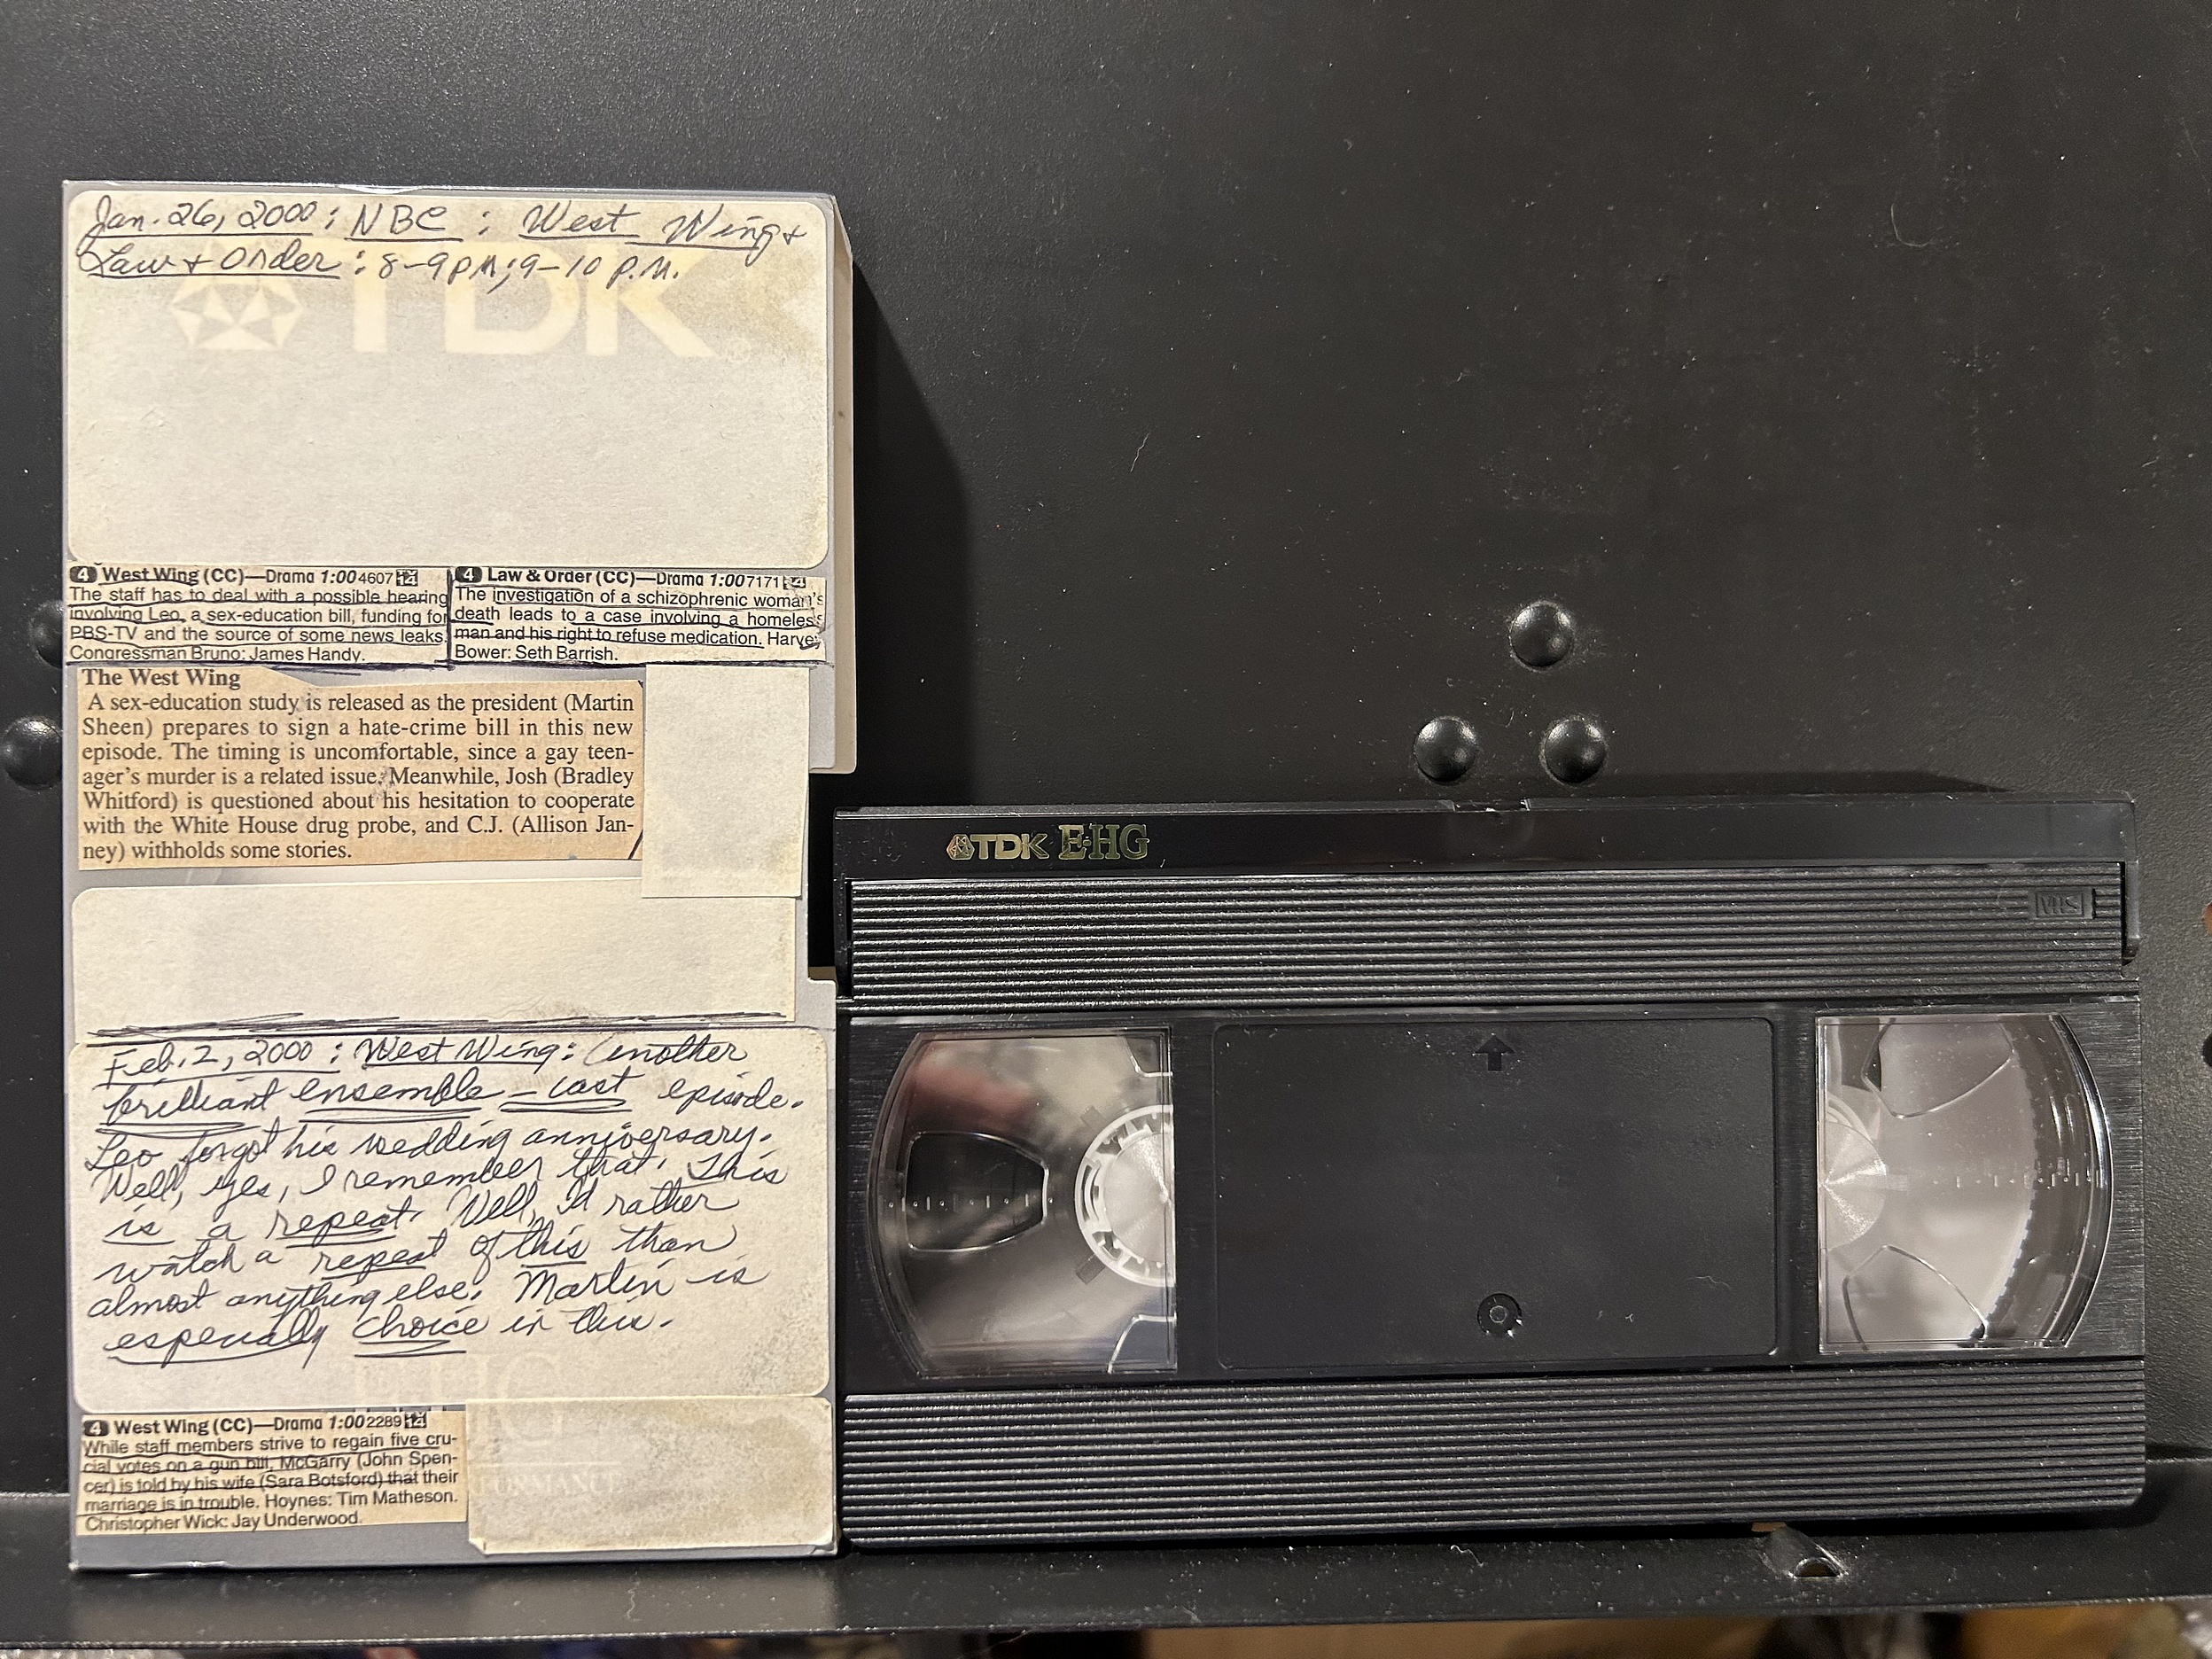 Jan. 26, 2000 : NBC : West Wing +
Law + Order : 8-9 PM; 9-10 P.M.
TDK
4 West Wing (CC)—Drama 1:00 4607 14
The staff has to deal with a possible hearing
involving Leo, a sex-education bill, funding for
PBS-TV and the source of some news leaks.
Congressman Bruno: James Handy.
4 Law & Order (CC)—Drama 1:00 7171 14
The investigation of a schizophrenic woman's
death leads to a case involving a homeless
man and his right to refuse medication. Harvey
Bower: Seth Barrish.
The West Wing
A sex-education study is released as the president (Martin
Sheen) prepares to sign a hate-crime bill in this new
episode. The timing is uncomfortable, since a gay teen-
ager's murder is a related issue. Meanwhile, Josh (Bradley
Whitford) is questioned about his hesitation to cooperate
with the White House drug probe, and C.J. (Allison Jan-
ney) withholds some stories.
Feb. 2, 2000 : West Wing : Another
brilliant ensemble - cast episode.
Leo forgot his wedding anniversary.
Well, yes, I remember that. This
is a repeat. Well, I'd rather
watch a repeat of this than
almost anything else. Martin is
especially choice in this.
4 West Wing (CC)—Drama 1:00 2289 14
While staff members strive to regain five cru-
cial votes on a gun bill, McGarry (John Spen-
cer) is told by his wife (Sara Botsford) that their
marriage is in trouble. Hoynes: Tim Matheson.
Christopher Wick: Jay Underwood.
TDK E-HG
VHS